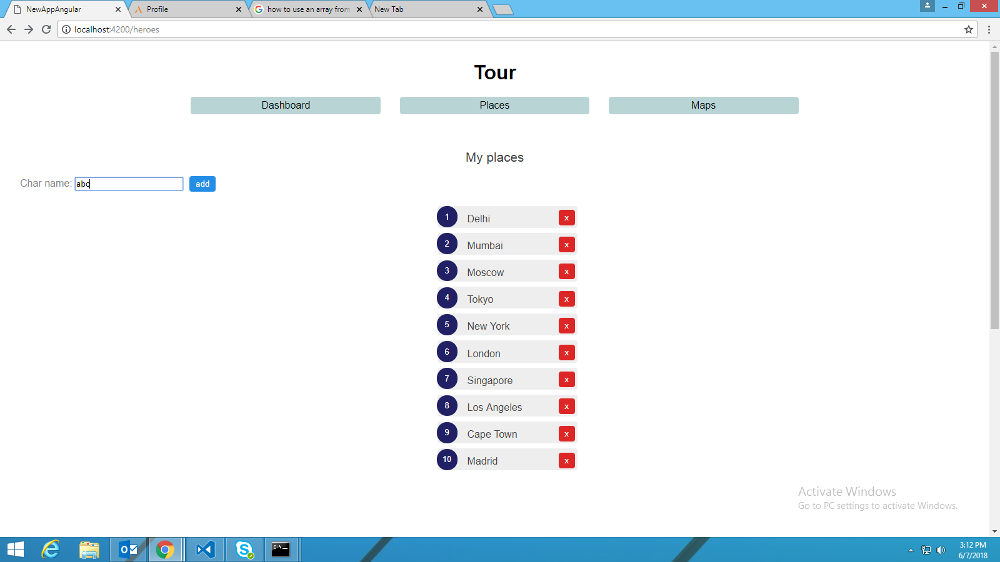 NewAppAngular
Profile
how to use an array from
New Tab
localhost:4200/heroes
Tour
Dashboard
Places
Maps
My places
Char name: abc add
1 Delhi x
2 Mumbai x
3 Moscow x
4 Tokyo x
5 New York x
6 London x
7 Singapore x
8 Los Angeles x
9 Cape Town x
10 Madrid x
Activate Windows
Go to PC settings to activate Windows.
3:12 PM
6/7/2018